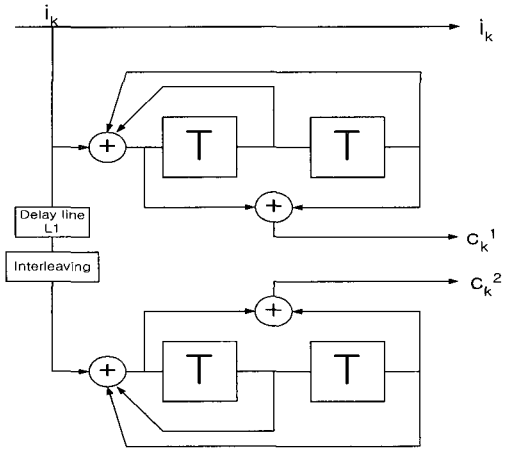 i_k
i_k
+
T
T
+
Delay line
L1
c_k^1
Interleaving
c_k^2
+
+
T
T